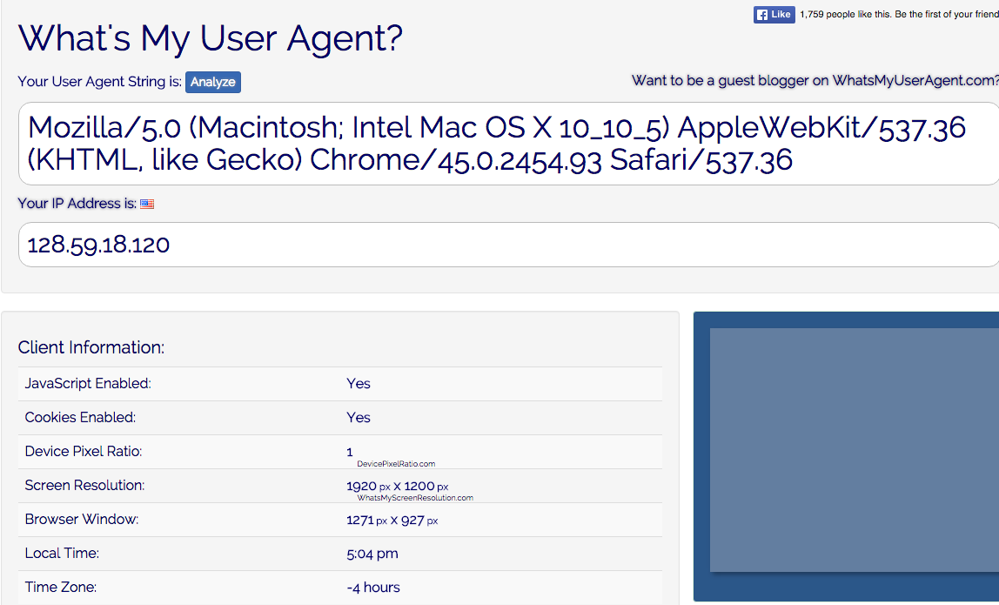 Like 1,759 people like this. Be the first of your friend
What's My User Agent?
Your User Agent String is: Analyze
Want to be a guest blogger on WhatsMyUserAgent.com?
Mozilla/5.0 (Macintosh; Intel Mac OS X 10_10_5) AppleWebKit/537.36
(KHTML, like Gecko) Chrome/45.0.2454.93 Safari/537.36
Your IP Address is:
128.59.18.120
Client Information:
JavaScript Enabled: Yes
Cookies Enabled: Yes
Device Pixel Ratio: 1
DevicePixelRatio.com
Screen Resolution: 1920 px X 1200 px
WhatsMyScreenResolution.com
Browser Window: 1271 px X 927 px
Local Time: 5:04 pm
Time Zone: -4 hours